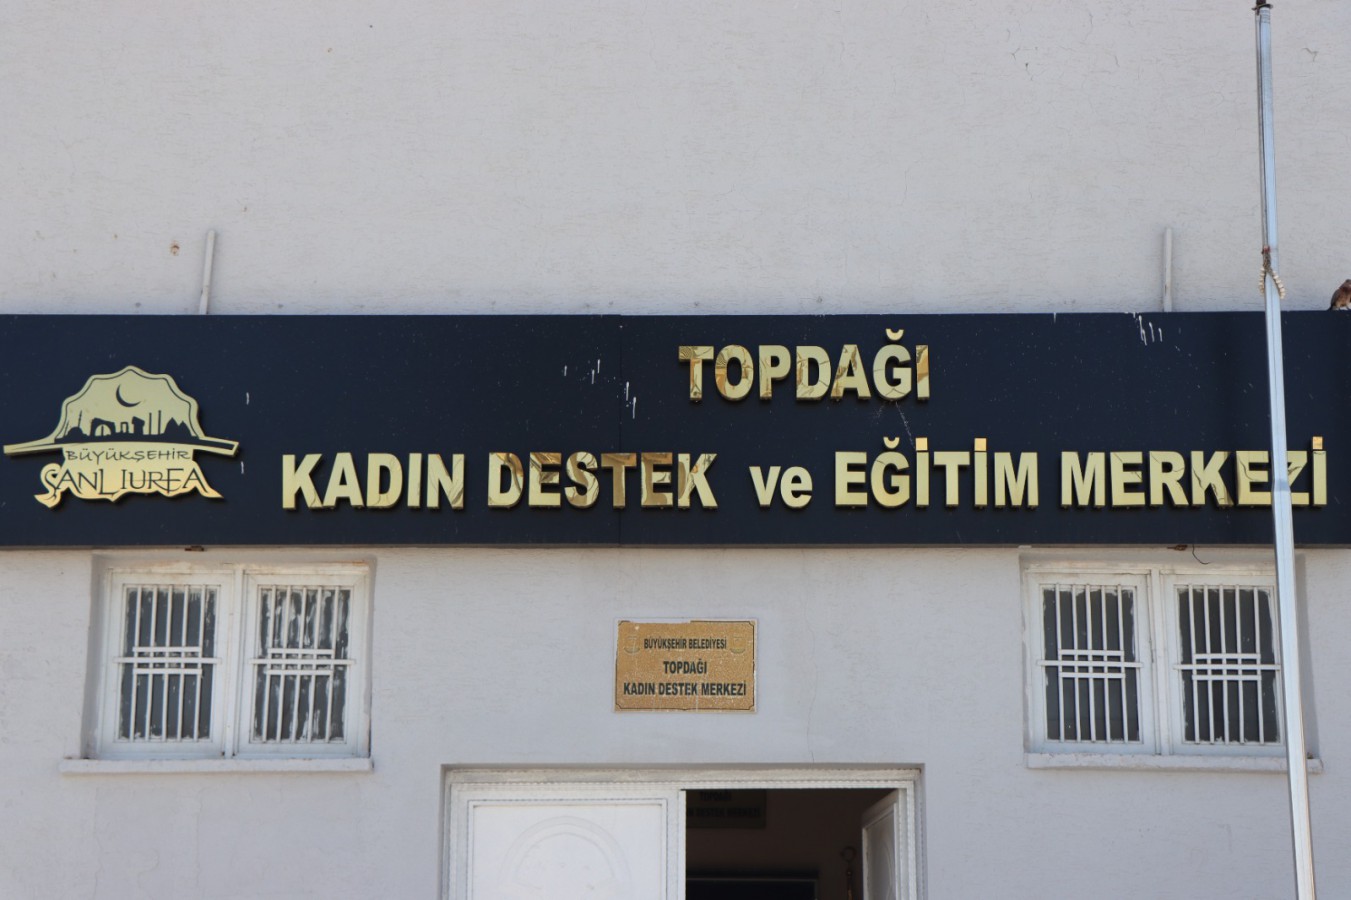 TOPDAĞI
BÜYÜKŞEHİR
ŞANLIURFA
KADIN DESTEK ve EĞİTİM MERKEZİ
BÜYÜKŞEHİR BELEDİYESİ
TOPDAĞI
KADIN DESTEK MERKEZİ